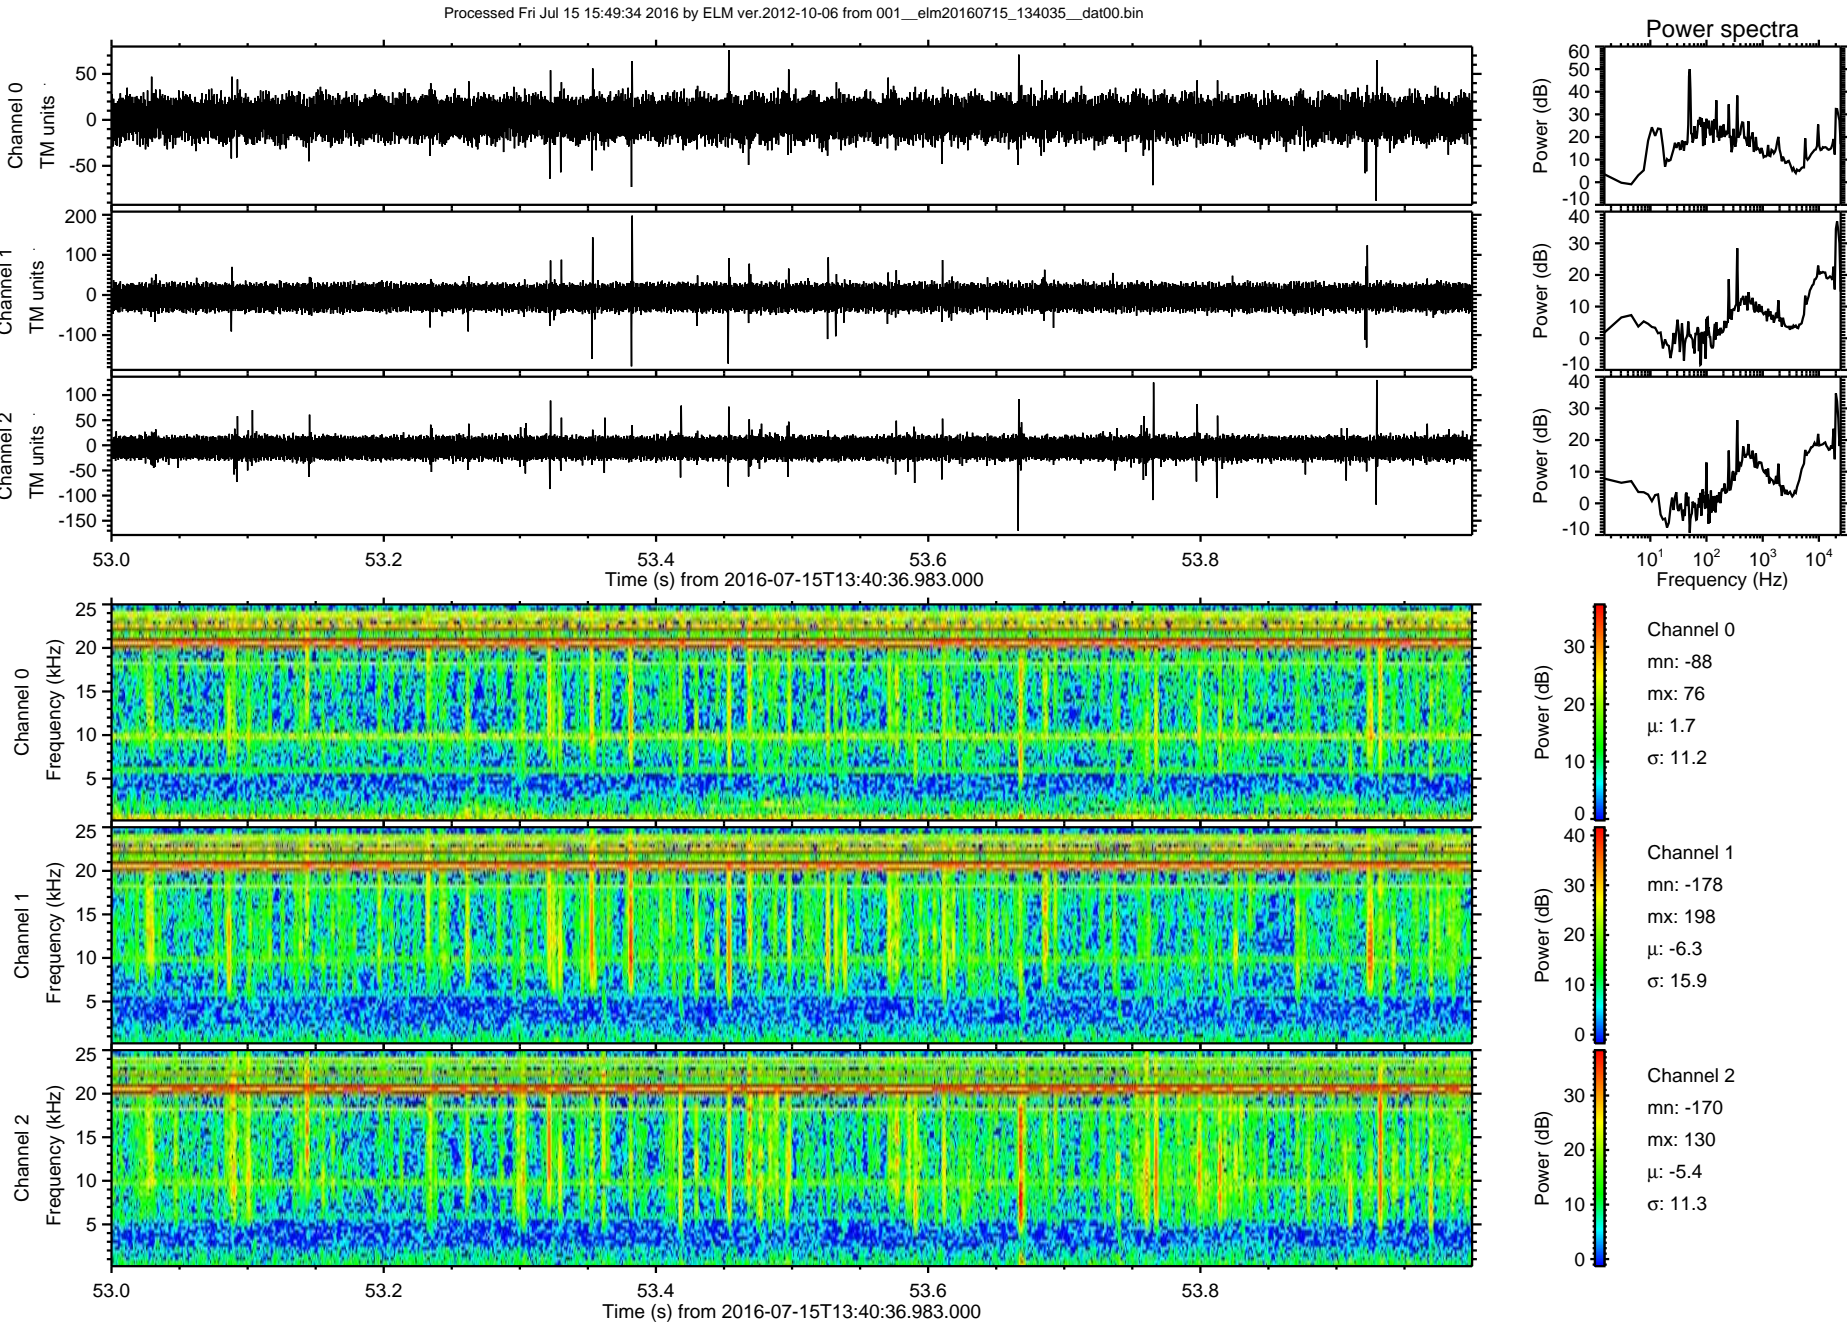 Processed Fri Jul 15 15:49:34 2016 by ELM ver.2012-10-06 from 001__elm20160715_134035__dat00.bin
Power spectra
Channel 0
TM units
50
0
-50
Power (dB)
60
50
40
30
20
10
0
-10
Channel 1
TM units
200
100
0
-100
Power (dB)
40
30
20
10
0
-10
Channel 2
TM units
100
50
0
-50
-100
-150
Power (dB)
40
30
20
10
0
-10
53.0 53.2 53.4 53.6 53.8
Time (s) from 2016-07-15T13:40:36.983.000
10¹ 10² 10³ 10⁴
Frequency (Hz)
Channel 0
Frequency (kHz)
25
20
15
10
5
Power (dB)
30
20
10
0
Channel 0
mn: -88
mx: 76
μ: 1.7
σ: 11.2
Channel 1
Frequency (kHz)
25
20
15
10
5
Power (dB)
40
30
20
10
0
Channel 1
mn: -178
mx: 198
μ: -6.3
σ: 15.9
Channel 2
Frequency (kHz)
25
20
15
10
5
Power (dB)
30
20
10
0
Channel 2
mn: -170
mx: 130
μ: -5.4
σ: 11.3
53.0 53.2 53.4 53.6 53.8
Time (s) from 2016-07-15T13:40:36.983.000